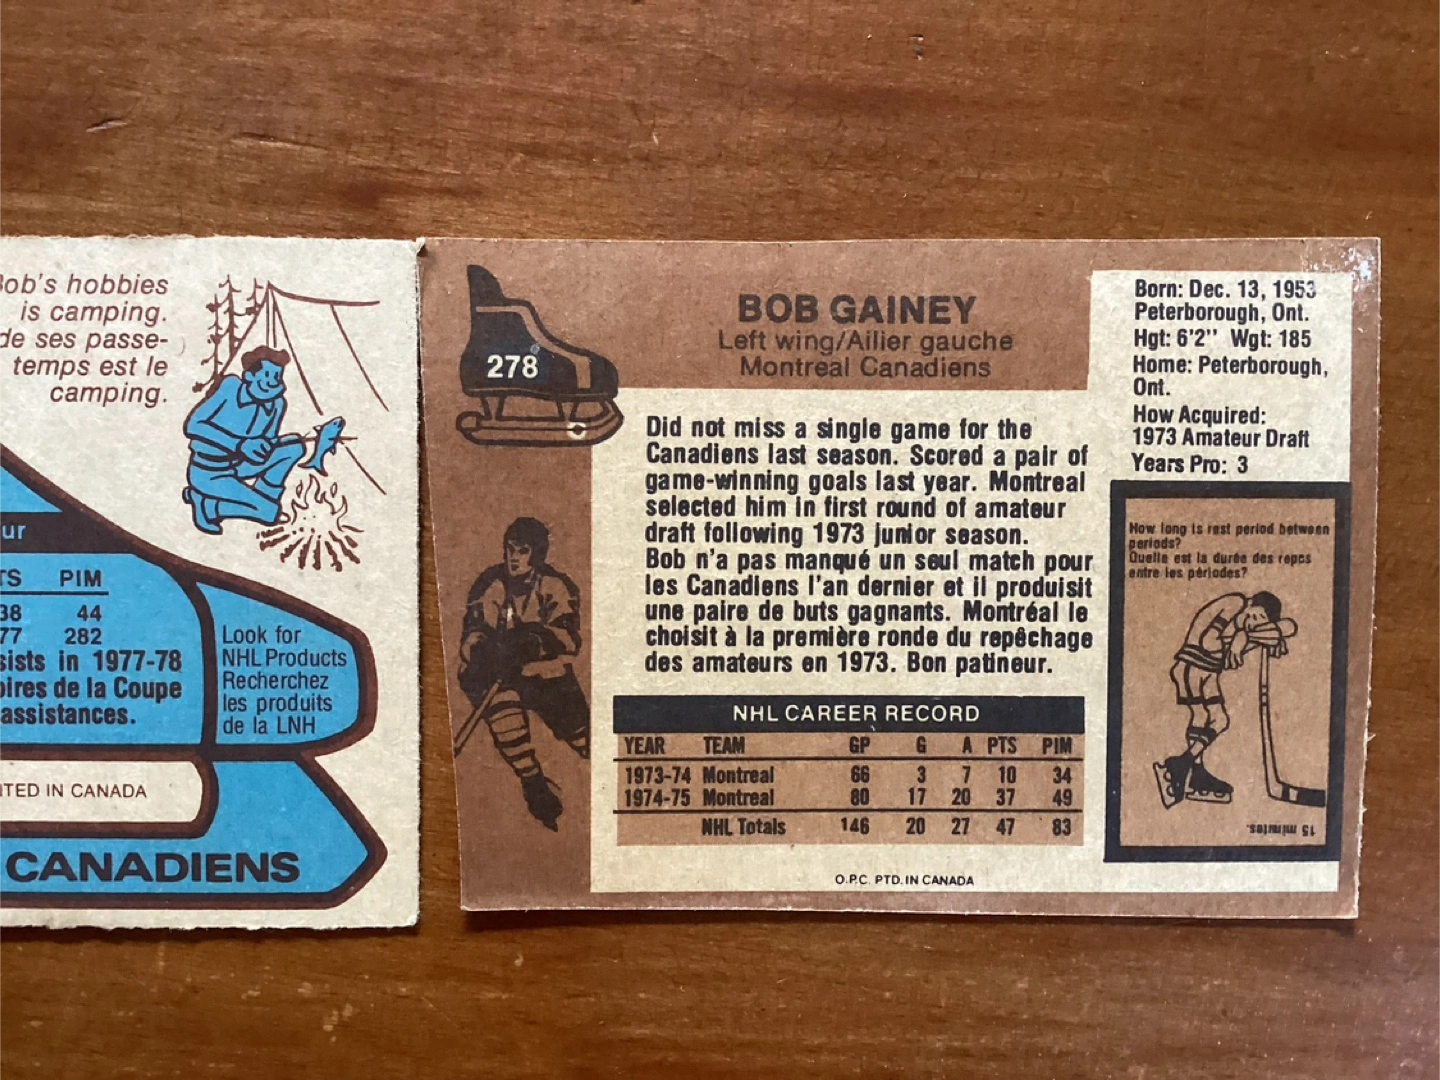 Bob's hobbies
is camping.
de ses passe-
temps est le
camping.
ur
TS PIM
38 44
77 282
sists in 1977-78
oires de la Coupe
assistances.
Look for
NHL Products
Recherchez
les produits
de la LNH
TED IN CANADA
CANADIENS
278
BOB GAINEY
Left wing/Ailier gauche
Montreal Canadiens
Born: Dec. 13, 1953
Peterborough, Ont.
Hgt: 6'2" Wgt: 185
Home: Peterborough,
Ont.
How Acquired:
1973 Amateur Draft
Years Pro: 3
Did not miss a single game for the
Canadiens last season. Scored a pair of
game-winning goals last year. Montreal
selected him in first round of amateur
draft following 1973 junior season.
Bob n'a pas manqué un seul match pour
les Canadiens l'an dernier et il produisit
une paire de buts gagnants. Montréal le
choisit à la première ronde du repêchage
des amateurs en 1973. Bon patineur.
NHL CAREER RECORD
YEAR TEAM GP G A PTS PIM
1973-74 Montreal 66 3 7 10 34
1974-75 Montreal 80 17 20 37 49
NHL Totals 146 20 27 47 83
O.P.C. PTD. IN CANADA
How long is rest period between
periods?
Quelle est la durée des repos
entre les périodes?
15 minutes.